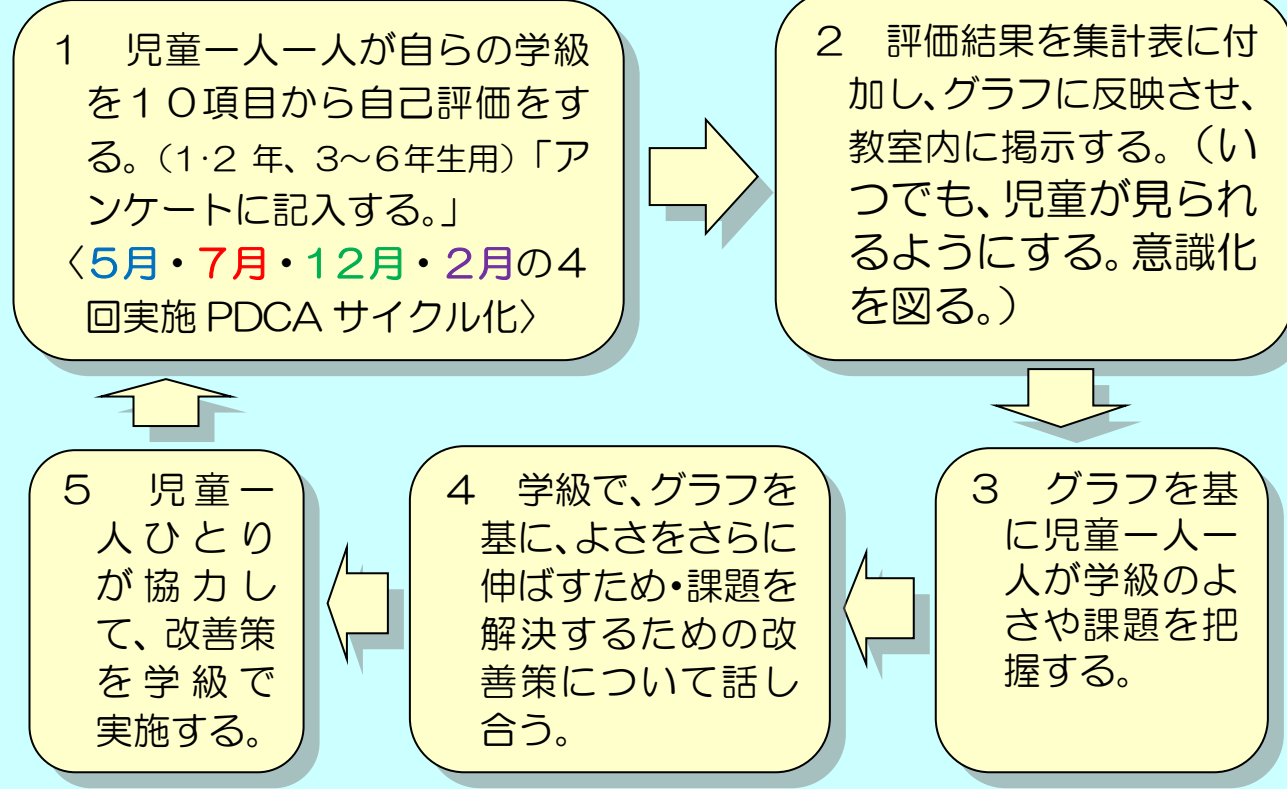 １　児童一人一人が自らの学級
を１０項目から自己評価をす
る。（1･2 年、3～６年生用）「ア
ンケートに記入する。」
〈５月・７月・１２月・２月の４
回実施 PDCA サイクル化〉
２　評価結果を集計表に付
加し、グラフに反映させ、
教室内に掲示する。（い
つでも、児童が見られ
るようにする。意識化
を図る。）
３　グラフを基
に児童一人一
人が学級のよ
さや課題を把
握する。
４　学級で、グラフを
基に、よさをさらに
伸ばすため・課題を
解決するための改
善策について話し
合う。
５　児童一
人ひとり
が協力し
て、改善策
を学級で
実施する。